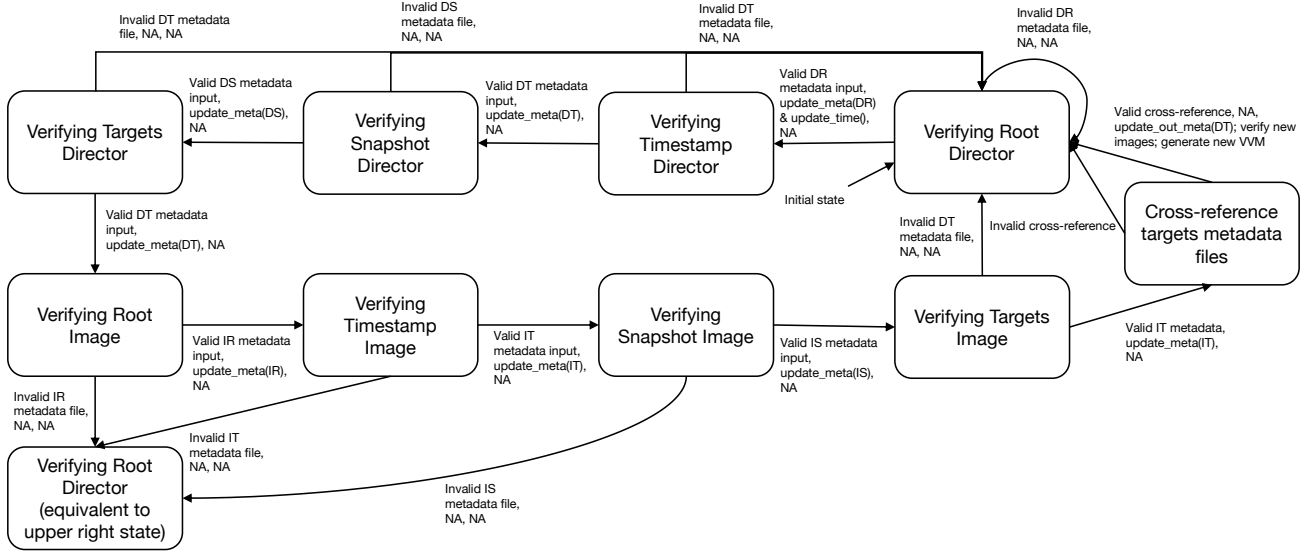 Invalid DT metadata
file, NA, NA
Invalid DS
metadata file,
NA, NA
Invalid DT
metadata file,
NA, NA
Invalid DR
metadata file,
NA, NA
Verifying Targets
Director
Valid DS metadata
input,
update_meta(DS),
NA
Verifying
Snapshot
Director
Valid DT metadata
input,
update_meta(DT),
NA
Verifying
Timestamp
Director
Valid DR
metadata input,
update_meta(DR)
& update_time(),
NA
Verifying Root
Director
Valid cross-reference, NA,
update_out_meta(DT); verify new
images; generate new VVM
Initial state
Valid DT metadata
input,
update_meta(DT), NA
Invalid DT
metadata file,
NA, NA
Invalid cross-reference
Cross-reference
targets metadata
files
Verifying Root
Image
Valid IR metadata
input,
update_meta(IR),
NA
Verifying
Timestamp
Image
Valid IT
metadata input,
update_meta(IT),
NA
Verifying
Snapshot Image
Valid IS metadata
input,
update_meta(IS),
NA
Verifying Targets
Image
Valid IT metadata,
update_meta(IT),
NA
Invalid IR
metadata file,
NA, NA
Invalid IT
metadata file,
NA, NA
Invalid IS
metadata file,
NA, NA
Verifying Root
Director
(equivalent to
upper right state)